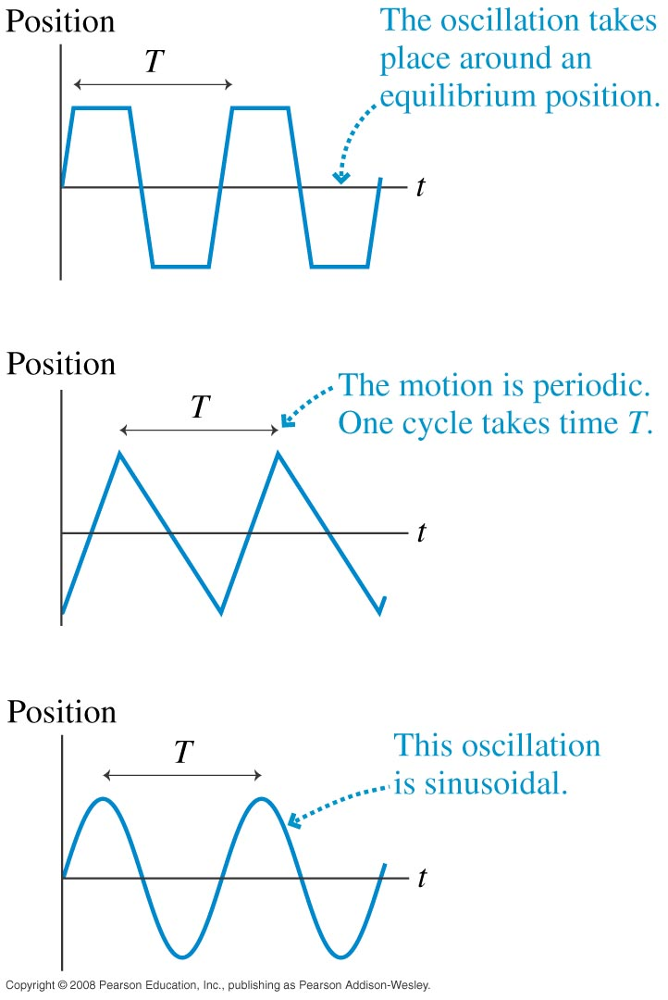 Position
The oscillation takes
place around an
equilibrium position.
T
t
Position
The motion is periodic.
One cycle takes time T.
T
t
Position
This oscillation
is sinusoidal.
T
t
Copyright © 2008 Pearson Education, Inc., publishing as Pearson Addison-Wesley.